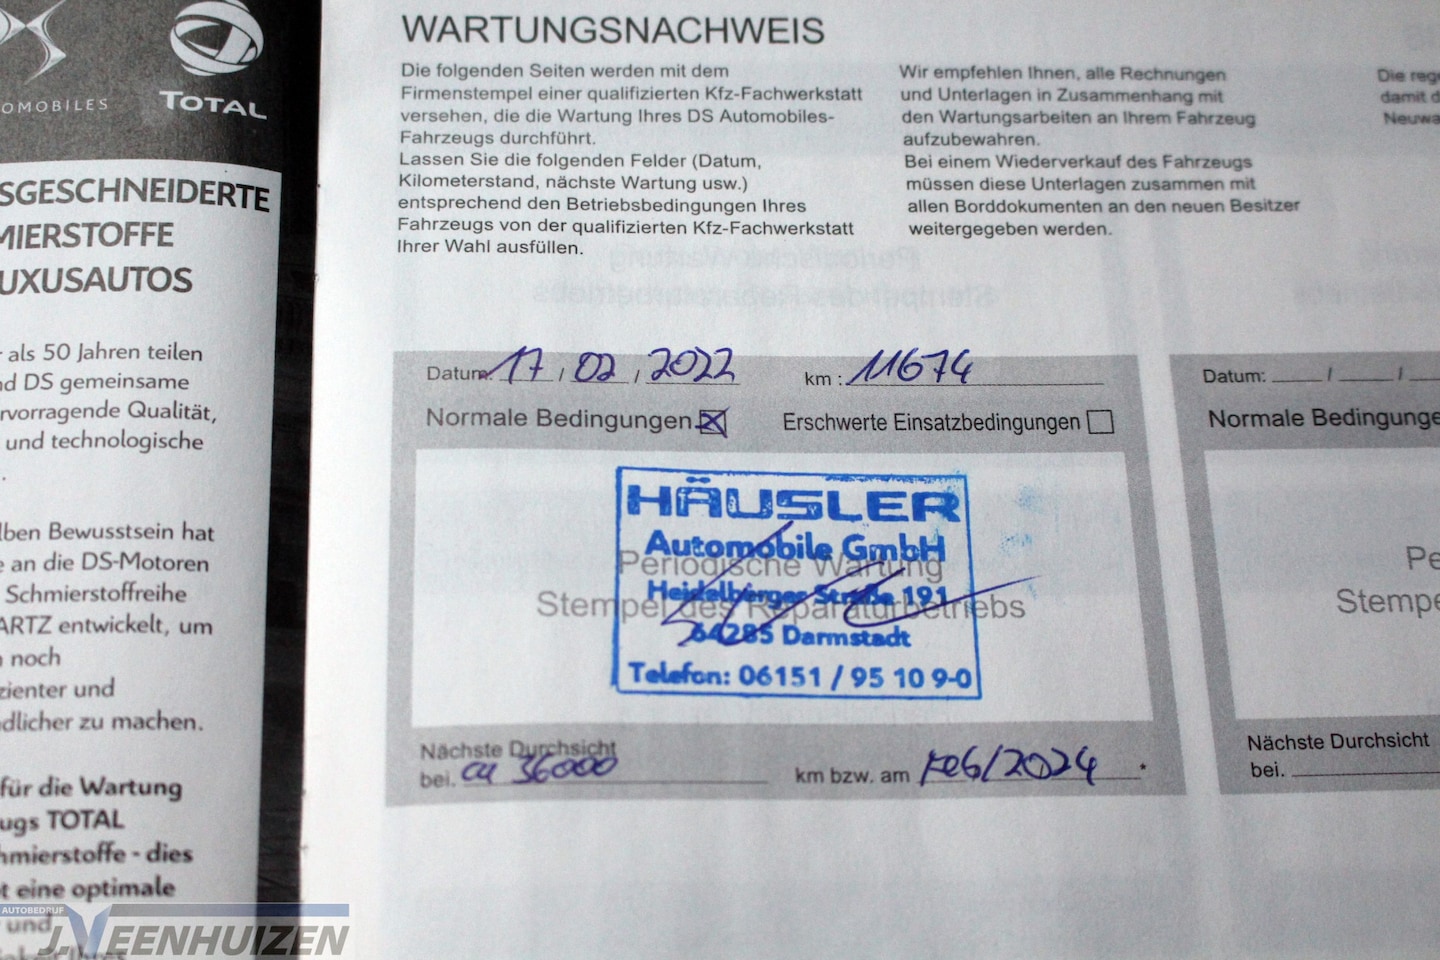 OMOBILES
TOTAL
SGESCHNEIDERTE
MIERSTOFFE
UXUSAUTOS
als 50 Jahren teilen
nd DS gemeinsame
rvorragende Qualität,
und technologische
lben Bewusstsein hat
e an die DS-Motoren
Schmierstoffreihe
ARTZ entwickelt, um
noch
zienter und
dlicher zu machen.
für die Wartung
ugs TOTAL
hmierstoffe - dies
t eine optimale
und
WARTUNGSNACHWEIS
Die folgenden Seiten werden mit dem
Firmenstempel einer qualifizierten Kfz-Fachwerkstatt
versehen, die die Wartung Ihres DS Automobiles-
Fahrzeugs durchführt.
Lassen Sie die folgenden Felder (Datum,
Kilometerstand, nächste Wartung usw.)
entsprechend den Betriebsbedingungen Ihres
Fahrzeugs von der qualifizierten Kfz-Fachwerkstatt
Ihrer Wahl ausfüllen.
Wir empfehlen Ihnen, alle Rechnungen
und Unterlagen in Zusammenhang mit
den Wartungsarbeiten an Ihrem Fahrzeug
aufzubewahren.
Bei einem Wiederverkauf des Fahrzeugs
müssen diese Unterlagen zusammen mit
allen Borddokumenten an den neuen Besitzer
weitergegeben werden.
Die rege
damit d
Neuwa
Datum: 17 / 02 / 2022 km : 11674
Normale Bedingungen Erschwerte Einsatzbedingungen
HÄUSLER
Automobile GmbH
Periodische Wartung
Heidelberger Straße 191
Stempel des Reparaturbetriebs
64285 Darmstadt
Telefon: 06151 / 95 10 9-0
Nächste Durchsicht
bei. ca 36000 km bzw. am Feb/2024 *
Datum: / /
Normale Bedingunge
Pe
Stempe
Nächste Durchsicht
bei.
AUTOBEDRIJF
J. VEENHUIZEN